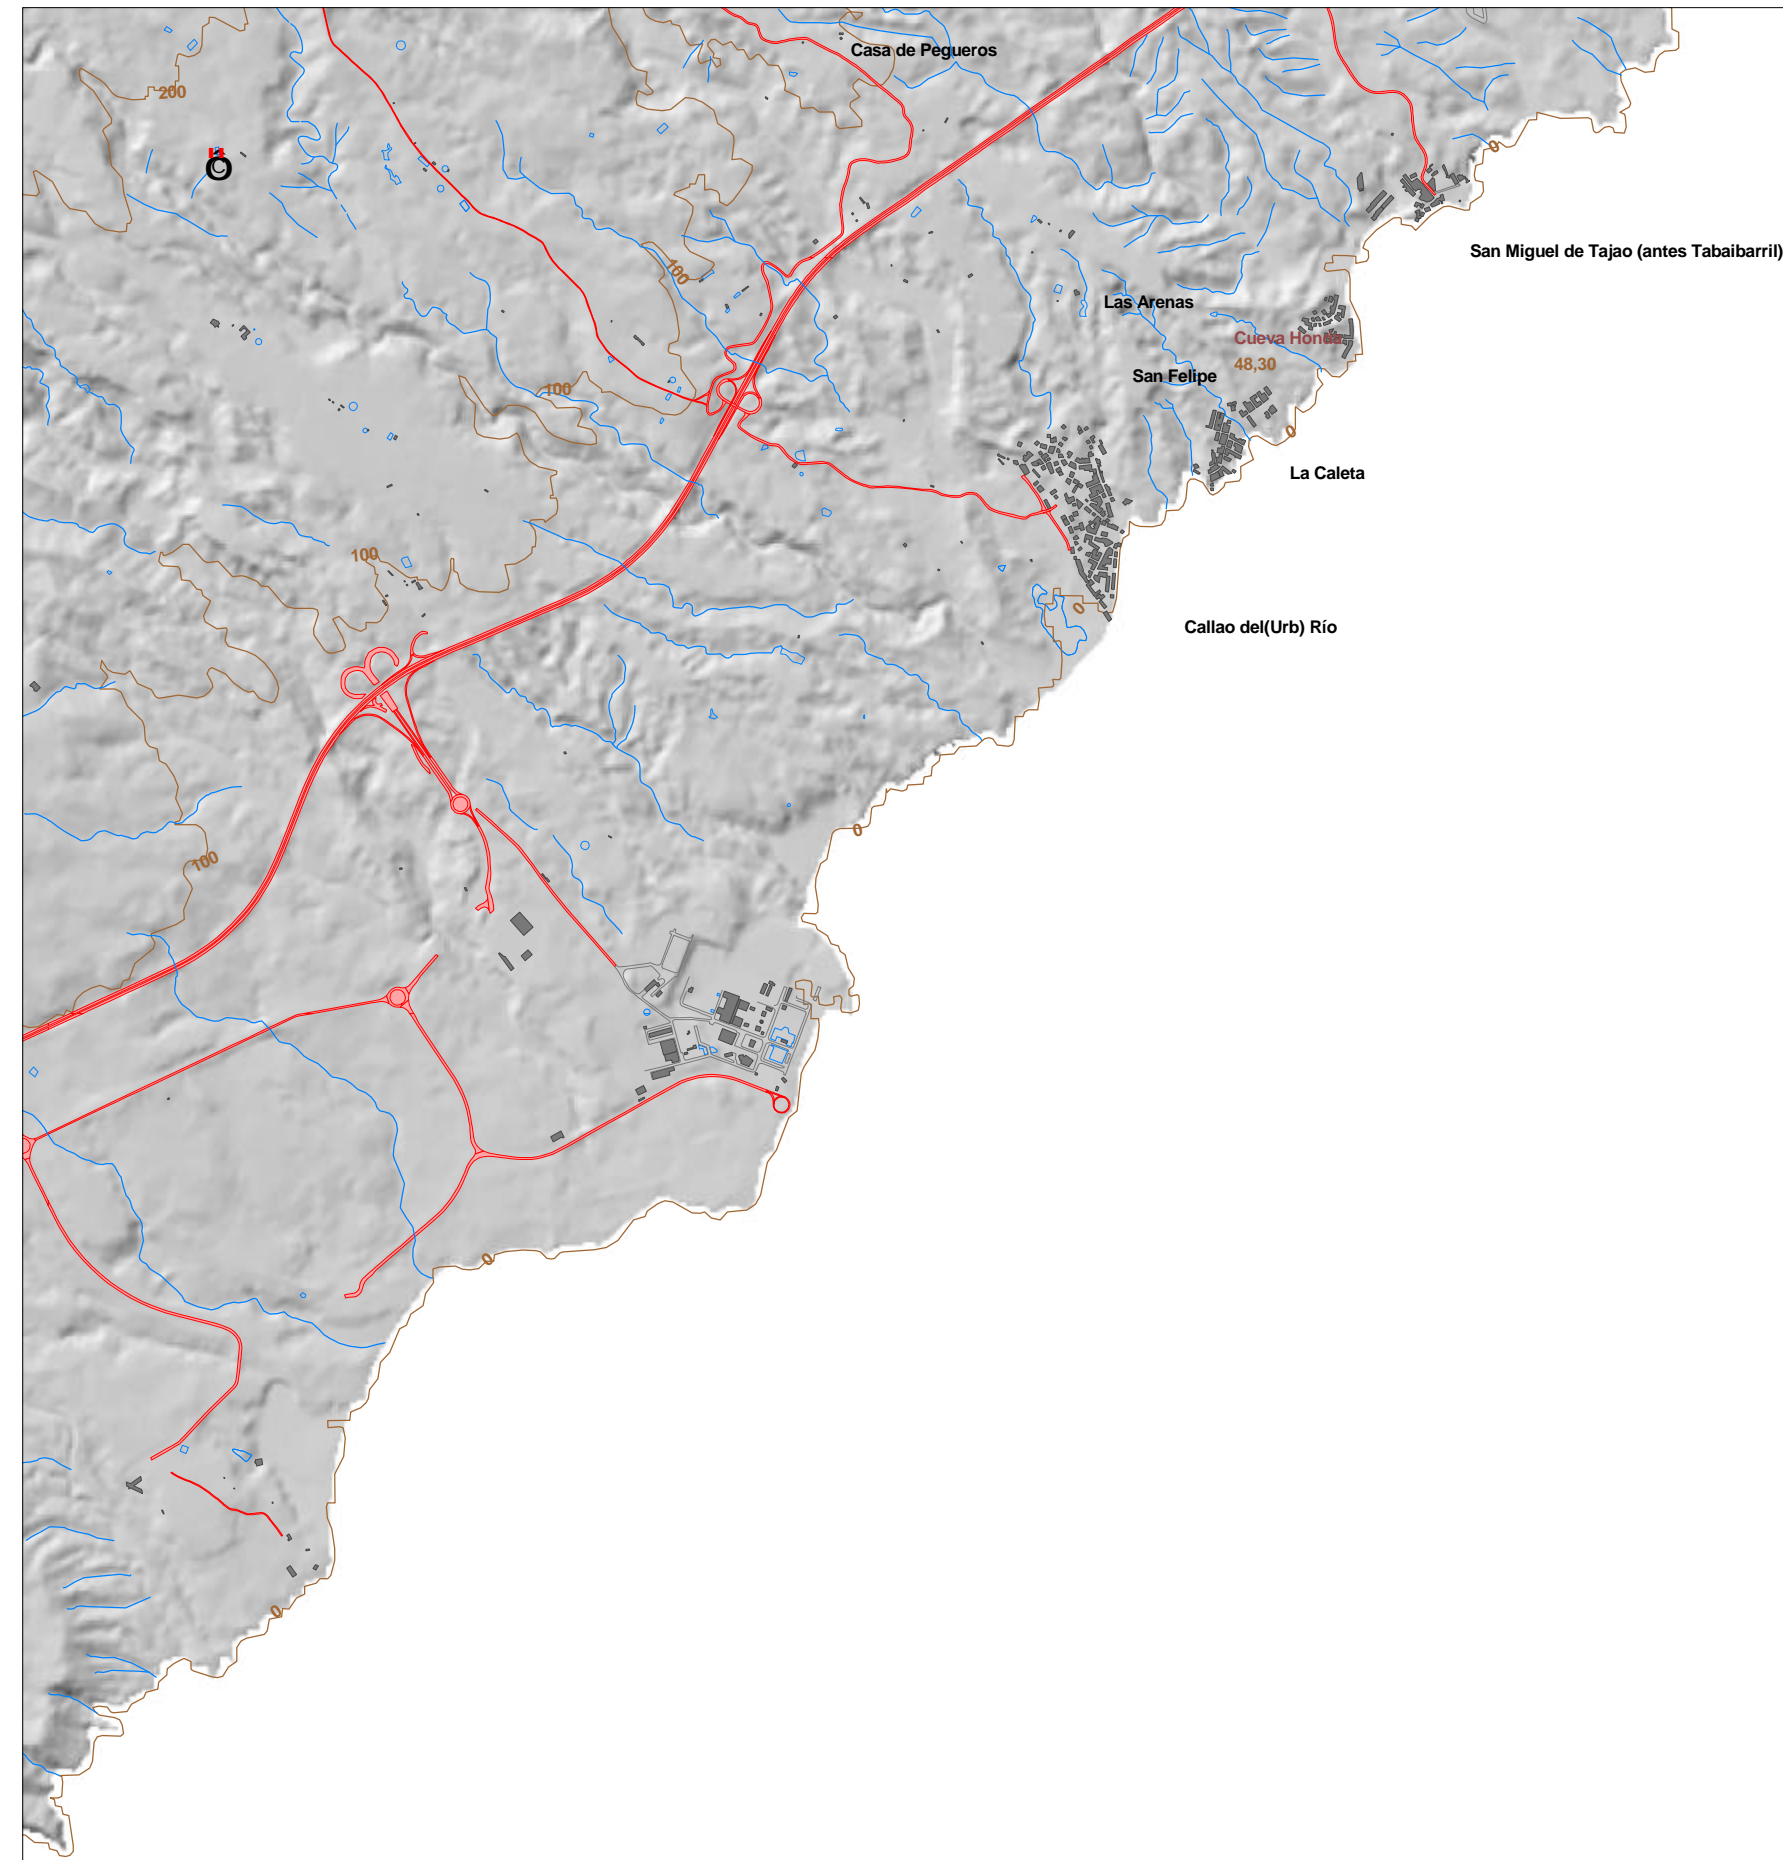 Casa de Pegueros
200
0
©
San Miguel de Tajao (antes Tabaibarril)
100
Las Arenas
Cueva Honda
48,30
San Felipe
100
0
La Caleta
100
0
Callao del(Urb) Río
0
100
0
0